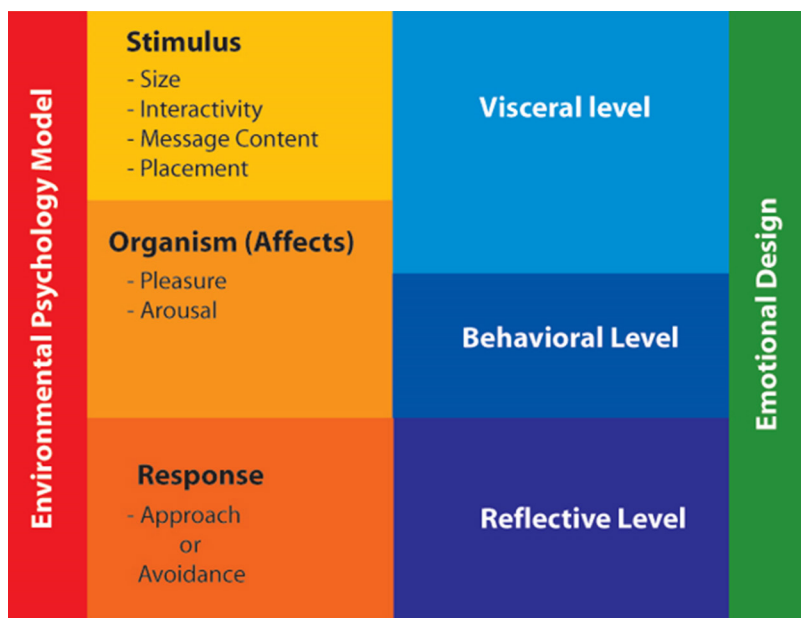 Environmental Psychology Model
Stimulus
- Size
- Interactivity
- Message Content
- Placement
Organism (Affects)
- Pleasure
- Arousal
Response
- Approach
or
Avoidance
Visceral level
Behavioral Level
Reflective Level
Emotional Design